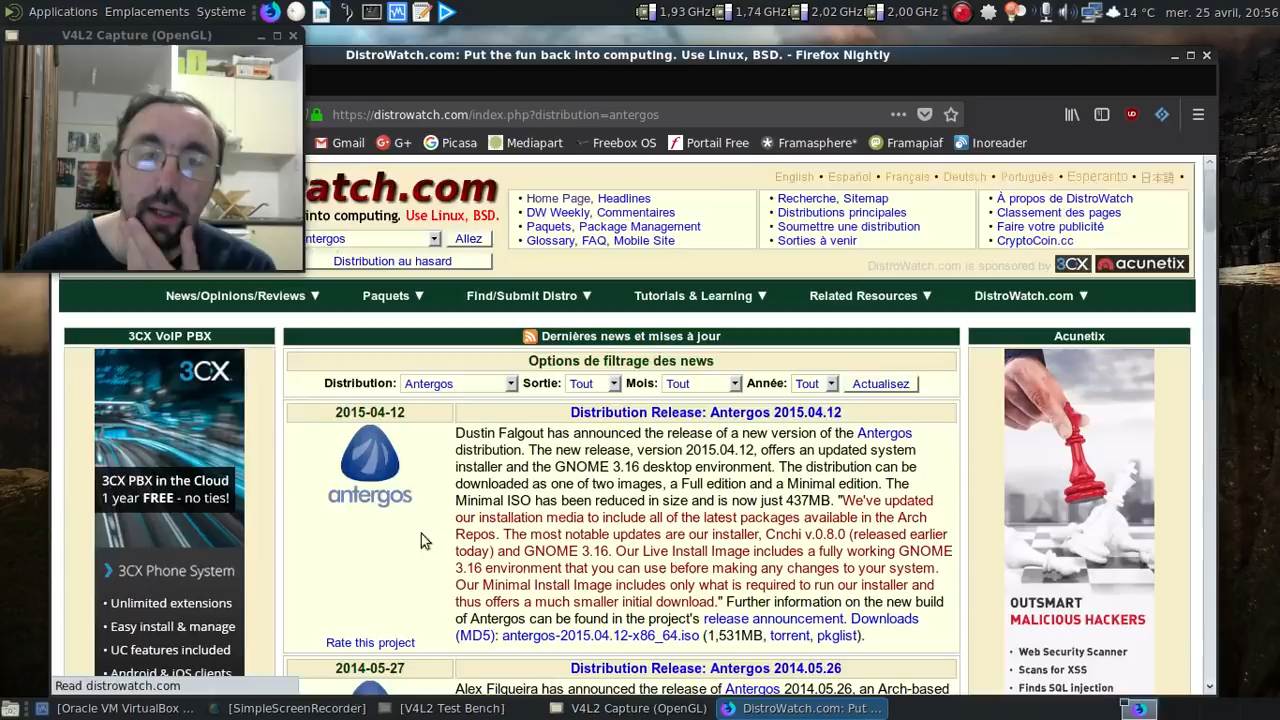 Applications Emplacements Système 1,93 GHz 1,74 GHz 2,02 GHz 2,00 GHz 14 °C mer. 25 avril, 20:56
V4L2 Capture (OpenGL)
DistroWatch.com: Put the fun back into computing. Use Linux, BSD. - Firefox Nightly
https://distrowatch.com/index.php?distribution=antergos
Gmail G+ Picasa Mediapart Freebox OS Portail Free Framasphere* Framapiaf Inoreader
English • Español • Français • Deutsch • Português • Esperanto • 日本語 •
atch.com
into computing. Use Linux, BSD.
• Home Page, Headlines
• DW Weekly, Commentaires
• Paquets, Package Management
• Glossary, FAQ, Mobile Site
• Recherche, Sitemap
• Distributions principales
• Soumettre une distribution
• Sorties à venir
• À propos de DistroWatch
• Classement des pages
• Faire votre publicité
• CryptoCoin.cc
ntergos Allez
Distribution au hasard
DistroWatch.com is sponsored by 3CX acunetix
News/Opinions/Reviews ▼ Paquets ▼ Find/Submit Distro ▼ Tutorials & Learning ▼ Related Resources ▼ DistroWatch.com ▼
3CX VoIP PBX
3CX
3CX PBX in the Cloud
1 year FREE - no ties!
3CX Phone System
• Unlimited extensions
• Easy install & manage
• UC features included
• Android & iOS clients
Dernières news et mises à jour
Options de filtrage des news
Distribution: Antergos Sortie: Tout Mois: Tout Année: Tout Actualisez
2015-04-12 Distribution Release: Antergos 2015.04.12
antergos
Rate this project
Dustin Falgout has announced the release of a new version of the Antergos
distribution. The new release, version 2015.04.12, offers an updated system
installer and the GNOME 3.16 desktop environment. The distribution can be
downloaded as one of two images, a Full edition and a Minimal edition. The
Minimal ISO has been reduced in size and is now just 437MB. "We've updated
our installation media to include all of the latest packages available in the Arch
Repos. The most notable updates are our installer, Cnchi v.0.8.0 (released earlier
today) and GNOME 3.16. Our Live Install Image includes a fully working GNOME
3.16 environment that you can use before making any changes to your system.
Our Minimal Install Image includes only what is required to run our installer and
thus offers a much smaller initial download." Further information on the new build
of Antergos can be found in the project's release announcement. Downloads
(MD5): antergos-2015.04.12-x86_64.iso (1,531MB, torrent, pkglist).
2014-05-27 Distribution Release: Antergos 2014.05.26
Alex Filgueira has announced the release of Antergos 2014.05.26, an Arch-based
Acunetix
OUTSMART
MALICIOUS HACKERS
• Web Security Scanner
• Scans for XSS
• Finds SQL injection
Read distrowatch.com
[Oracle VM VirtualBox ... [SimpleScreenRecorder] [V4L2 Test Bench] V4L2 Capture (OpenGL) DistroWatch.com: Put ...